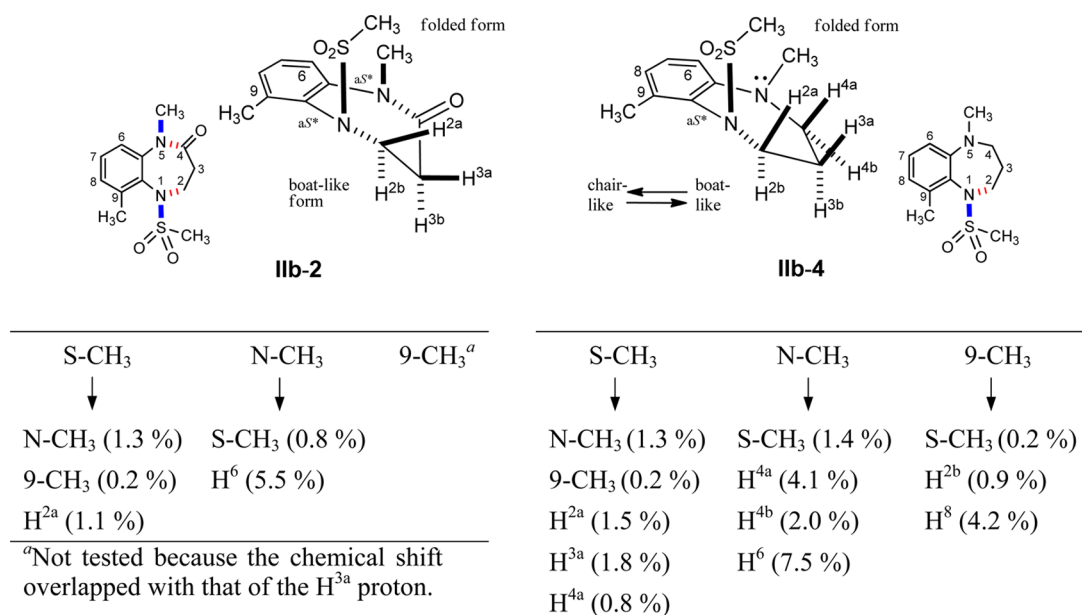 CH₃
folded form
O₂S
CH₃
6
aS*
N
O
9
CH₃
aS*
N
H²ᵃ
H²ᵇ
H³ᵃ
H³ᵇ
boat-like
form
CH₃
O
6
N
5
4
7
3
8
1
2
9
N
CH₃
S
CH₃
O
O
IIb-2
CH₃
folded form
O₂S
CH₃
8
6
N
H²ᵃ
H⁴ᵃ
9
CH₃
aS*
N
H³ᵃ
H⁴ᵇ
H²ᵇ
H³ᵇ
chair-
like
boat-
like
CH₃
6
N
5
4
7
3
8
1
2
9
N
CH₃
S
CH₃
O
O
IIb-4
S-CH₃ N-CH₃ 9-CH₃ᵃ
N-CH₃ (1.3 %) S-CH₃ (0.8 %)
9-CH₃ (0.2 %) H⁶ (5.5 %)
H²ᵃ (1.1 %)
ᵃNot tested because the chemical shift
overlapped with that of the H³ᵃ proton.
S-CH₃ N-CH₃ 9-CH₃
N-CH₃ (1.3 %) S-CH₃ (1.4 %) S-CH₃ (0.2 %)
9-CH₃ (0.2 %) H⁴ᵃ (4.1 %) H²ᵇ (0.9 %)
H²ᵃ (1.5 %) H⁴ᵇ (2.0 %) H⁸ (4.2 %)
H³ᵃ (1.8 %) H⁶ (7.5 %)
H⁴ᵃ (0.8 %)